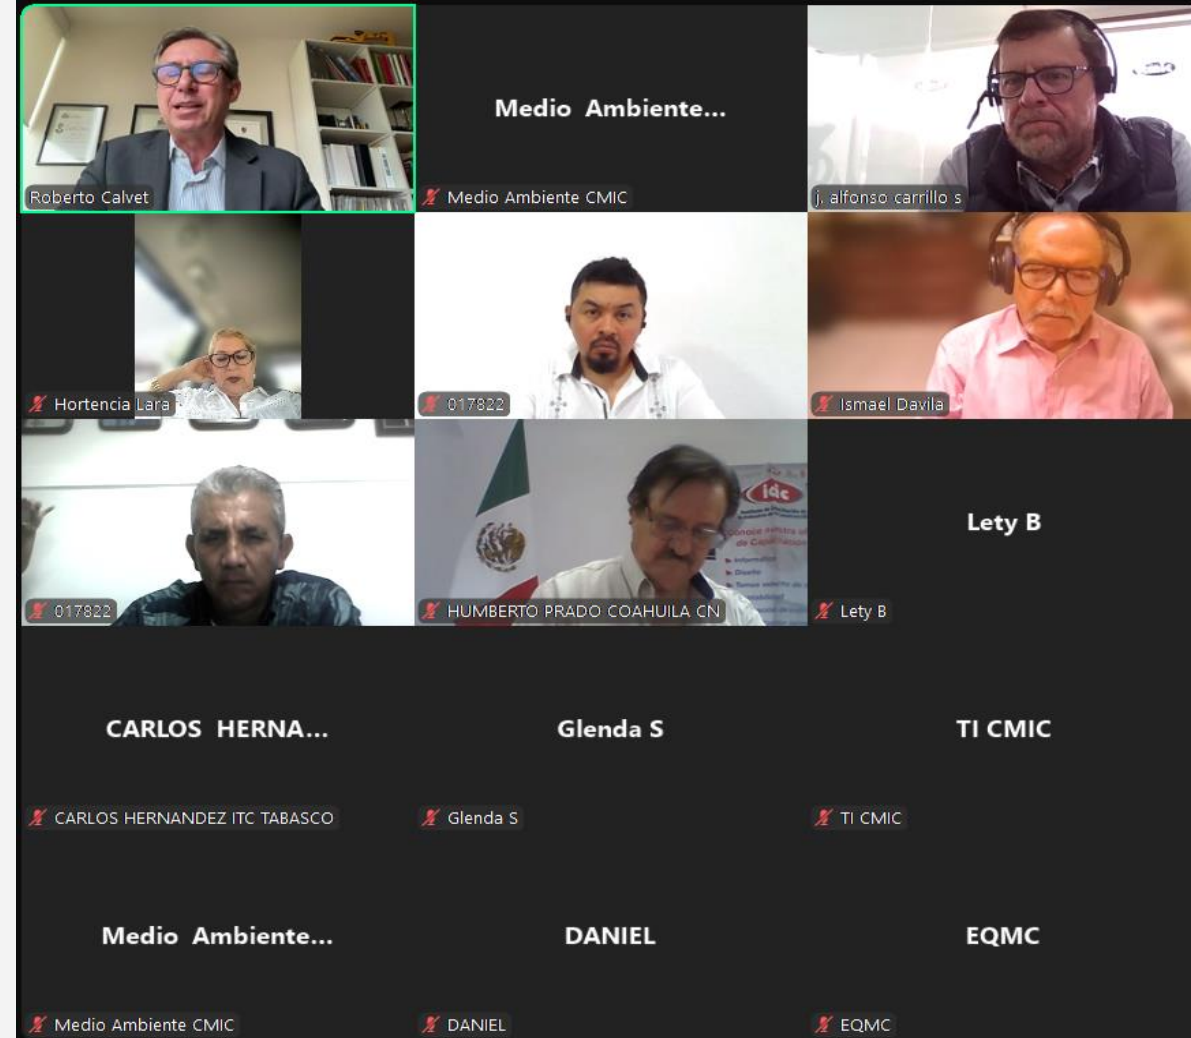 Roberto Calvet
Medio Ambiente...
Medio Ambiente CMIC
j. alfonso carrillo s
Hortencia Lara
017822
Ismael Davila
017822
idc
HUMBERTO PRADO COAHUILA CN
Lety B
Lety B
CARLOS HERNA...
CARLOS HERNANDEZ ITC TABASCO
Glenda S
Glenda S
TI CMIC
TI CMIC
Medio Ambiente...
Medio Ambiente CMIC
DANIEL
DANIEL
EQMC
EQMC